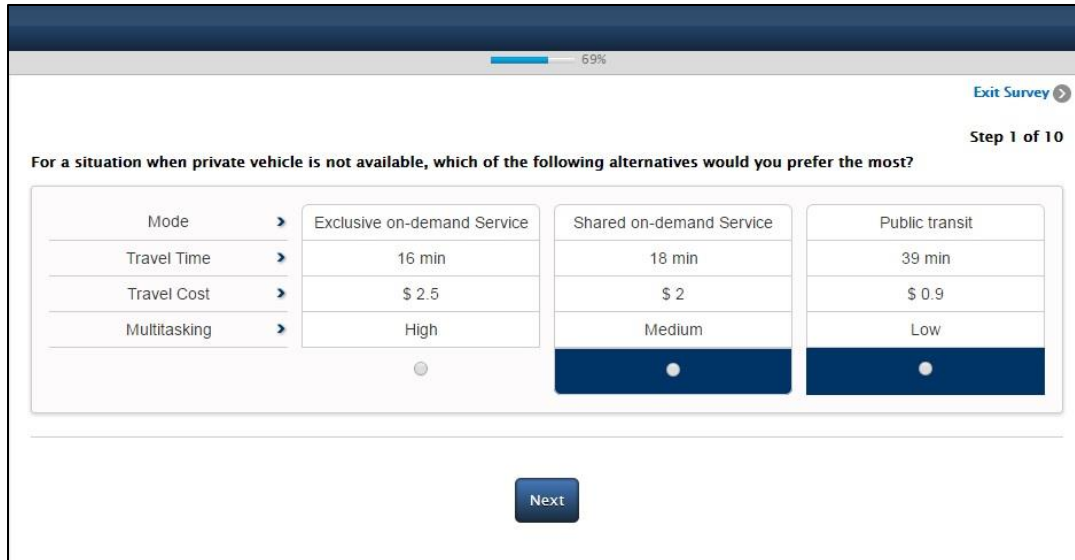 69%
Exit Survey
Step 1 of 10
For a situation when private vehicle is not available, which of the following alternatives would you prefer the most?
Mode Exclusive on-demand Service Shared on-demand Service Public transit
Travel Time 16 min 18 min 39 min
Travel Cost $ 2.5 $ 2 $ 0.9
Multitasking High Medium Low
Next